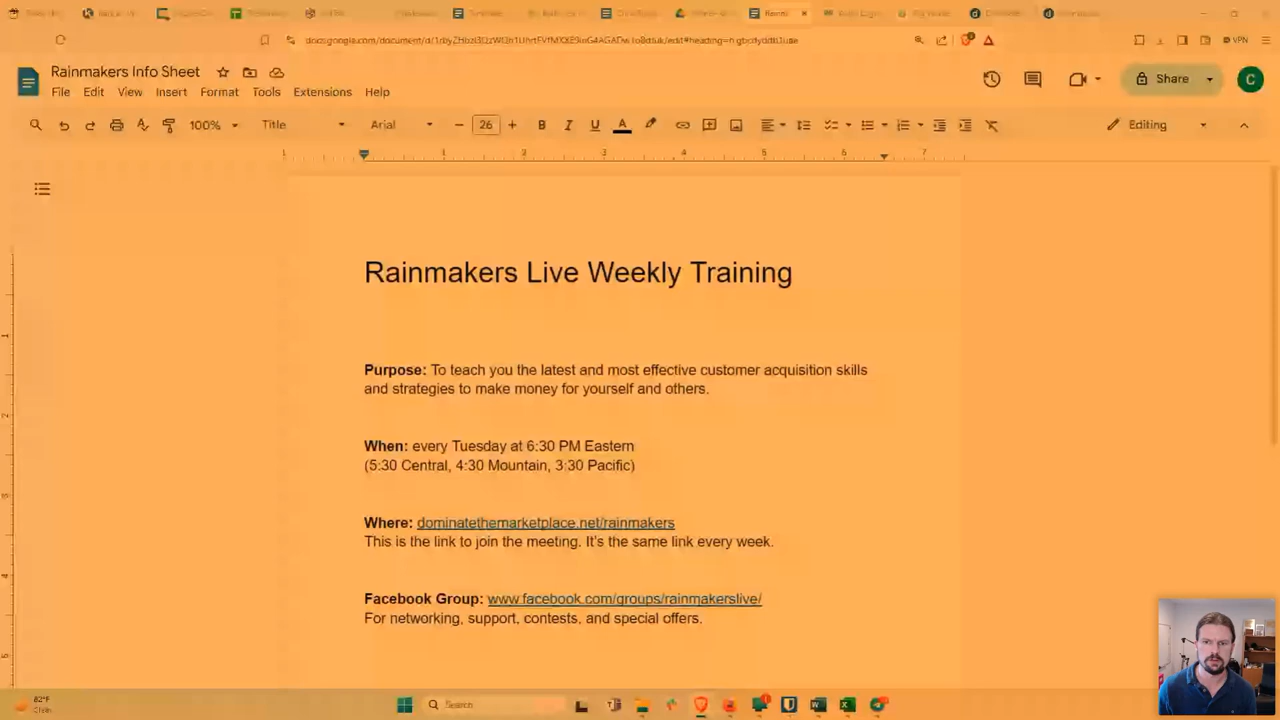 Rainmakers Info Sheet
File Edit View Insert Format Tools Extensions Help
Share
C
VPN
100% Title Arial 26 Editing
Rainmakers Live Weekly Training
Purpose: To teach you the latest and most effective customer acquisition skills
and strategies to make money for yourself and others.
When: every Tuesday at 6:30 PM Eastern
(5:30 Central, 4:30 Mountain, 3:30 Pacific)
Where: dominatethemarketplace.net/rainmakers
This is the link to join the meeting. It's the same link every week.
Facebook Group: www.facebook.com/groups/rainmakerslive/
For networking, support, contests, and special offers.
82°F
Search